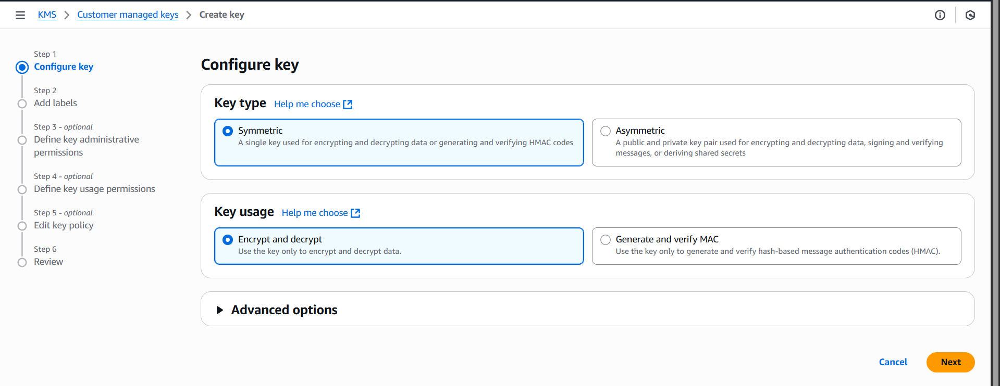 KMS > Customer managed keys > Create key
Step 1
Configure key
Step 2
Add labels
Step 3 - optional
Define key administrative
permissions
Step 4 - optional
Define key usage permissions
Step 5 - optional
Edit key policy
Step 6
Review
Configure key
Key type Help me choose
Symmetric
A single key used for encrypting and decrypting data or generating and verifying HMAC codes
Asymmetric
A public and private key pair used for encrypting and decrypting data, signing and verifying
messages, or deriving shared secrets
Key usage Help me choose
Encrypt and decrypt
Use the key only to encrypt and decrypt data.
Generate and verify MAC
Use the key only to generate and verify hash-based message authentication codes (HMAC).
Advanced options
Cancel Next